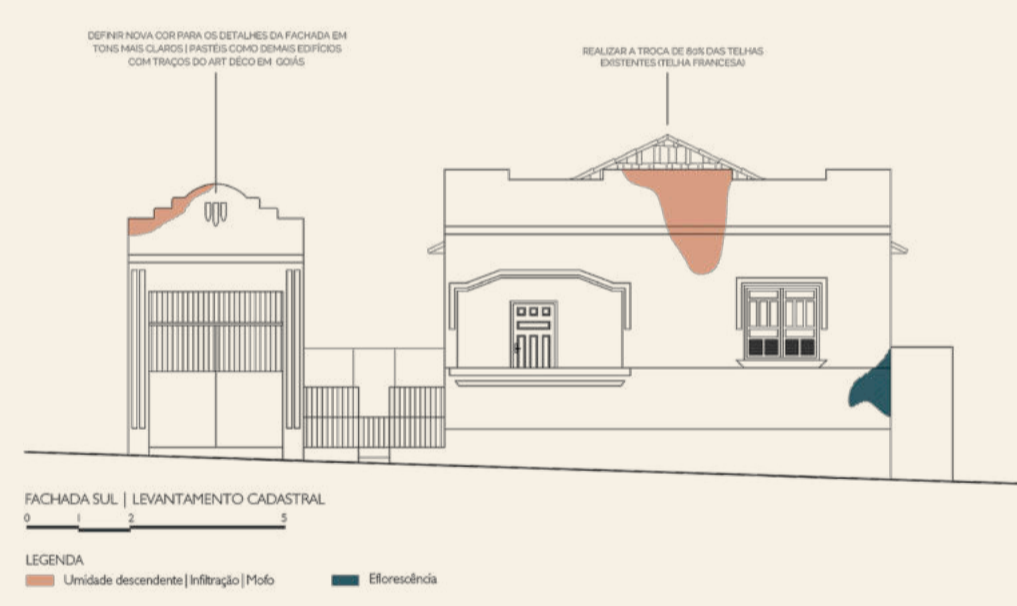 DEFINIR NOVA COR PARA OS DETALHES DA FACHADA EM
TONS MAIS CLAROS | PASTÉIS COMO DEMAIS EDIFÍCIOS
COM TRAÇOS DO ART DÉCO EM GOIÁS
REALIZAR A TROCA DE 80% DAS TELHAS
EXISTENTES (TELHA FRANCESA)
FACHADA SUL | LEVANTAMENTO CADASTRAL
0 1 2 5
LEGENDA
Umidade descendente | Infiltração | Mofo
Eflorescência